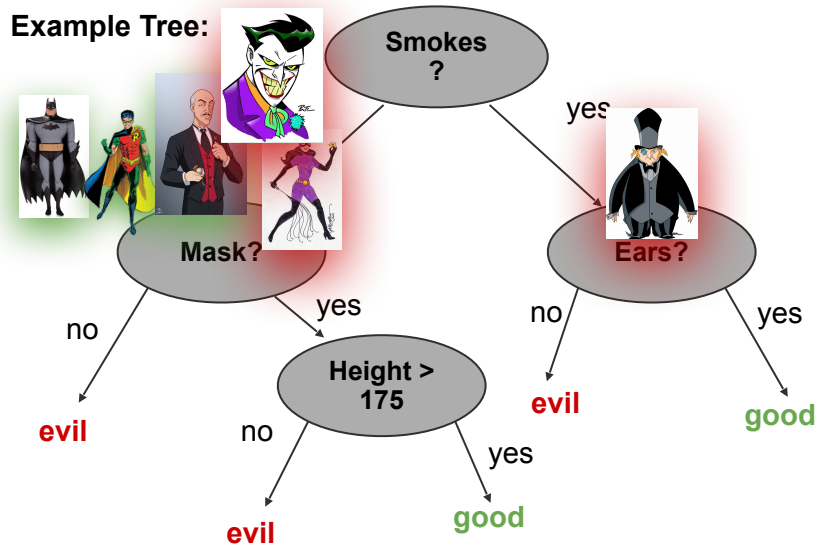 Example Tree:
Smokes
?
yes
Mask?
Ears?
no
yes
no
yes
Height >
175
evil
evil
good
no
yes
evil
good